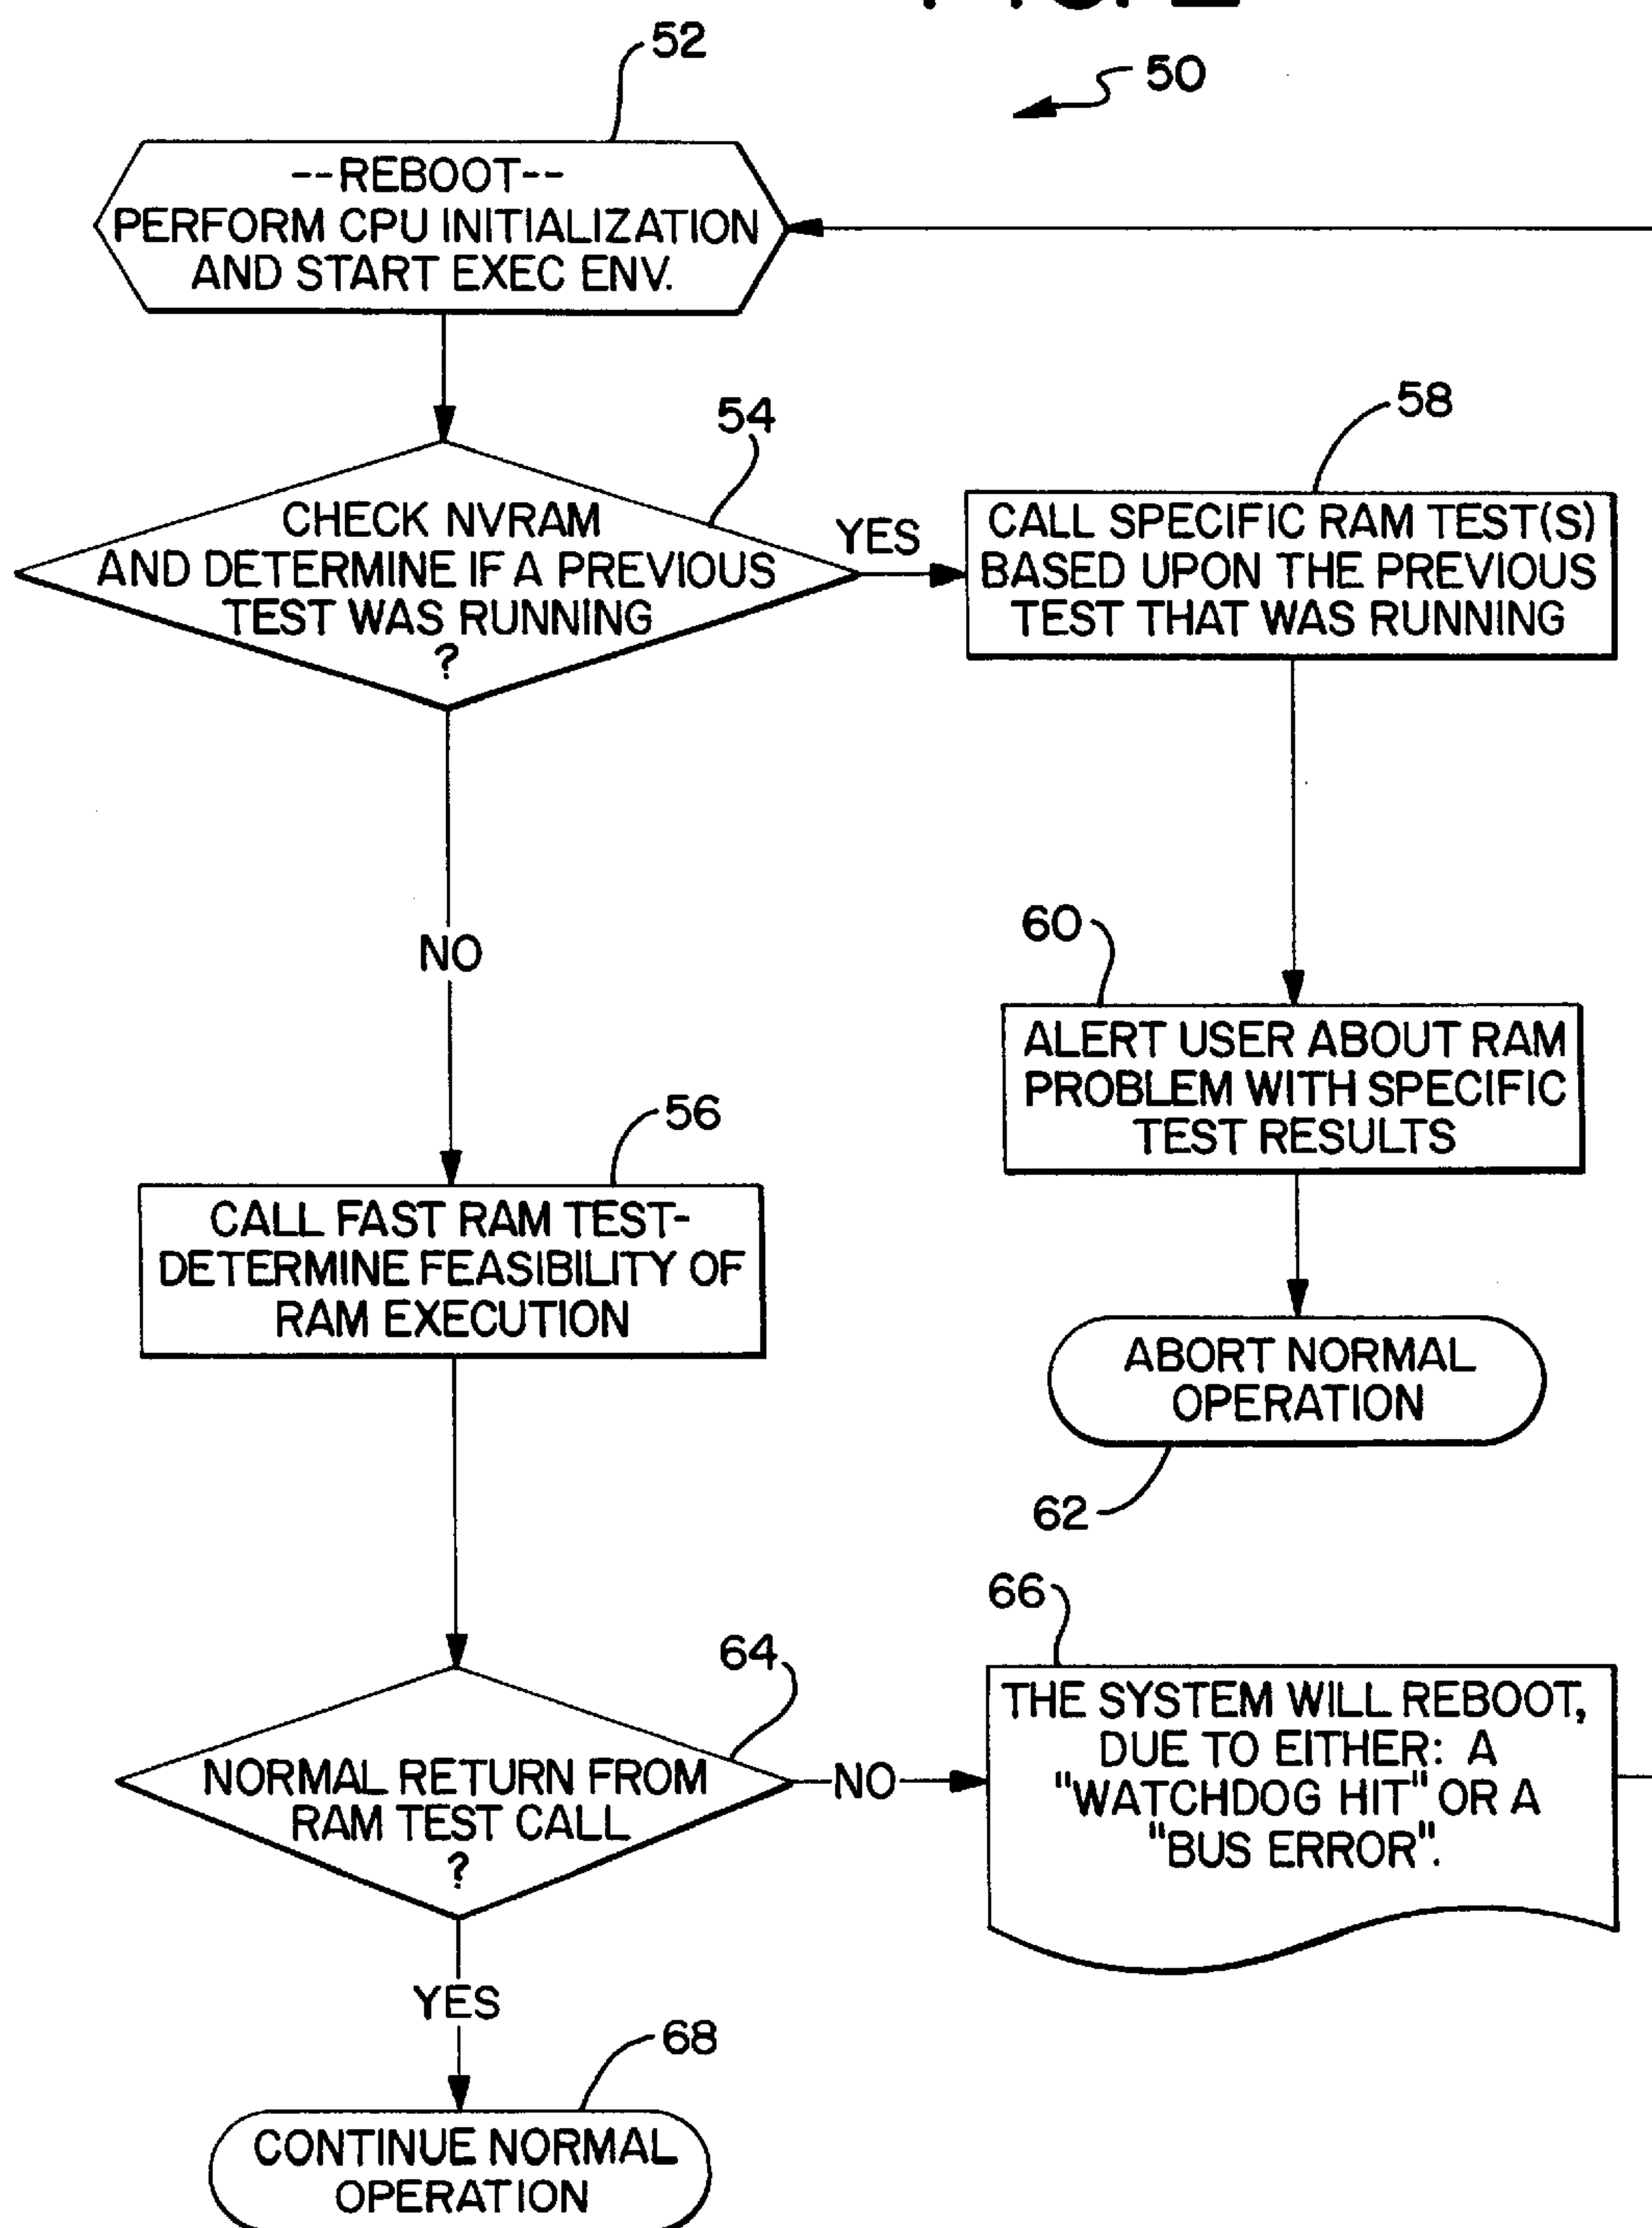 52
50
--REBOOT--
PERFORM CPU INITIALIZATION
AND START EXEC ENV.
54
58
CHECK NVRAM
AND DETERMINE IF A PREVIOUS
TEST WAS RUNNING
?
YES
CALL SPECIFIC RAM TEST(S)
BASED UPON THE PREVIOUS
TEST THAT WAS RUNNING
NO
60
ALERT USER ABOUT RAM
PROBLEM WITH SPECIFIC
TEST RESULTS
56
CALL FAST RAM TEST-
DETERMINE FEASIBILITY OF
RAM EXECUTION
ABORT NORMAL
OPERATION
62
64
66
NORMAL RETURN FROM
RAM TEST CALL
?
NO
THE SYSTEM WILL REBOOT,
DUE TO EITHER: A
"WATCHDOG HIT" OR A
"BUS ERROR".
YES
68
CONTINUE NORMAL
OPERATION